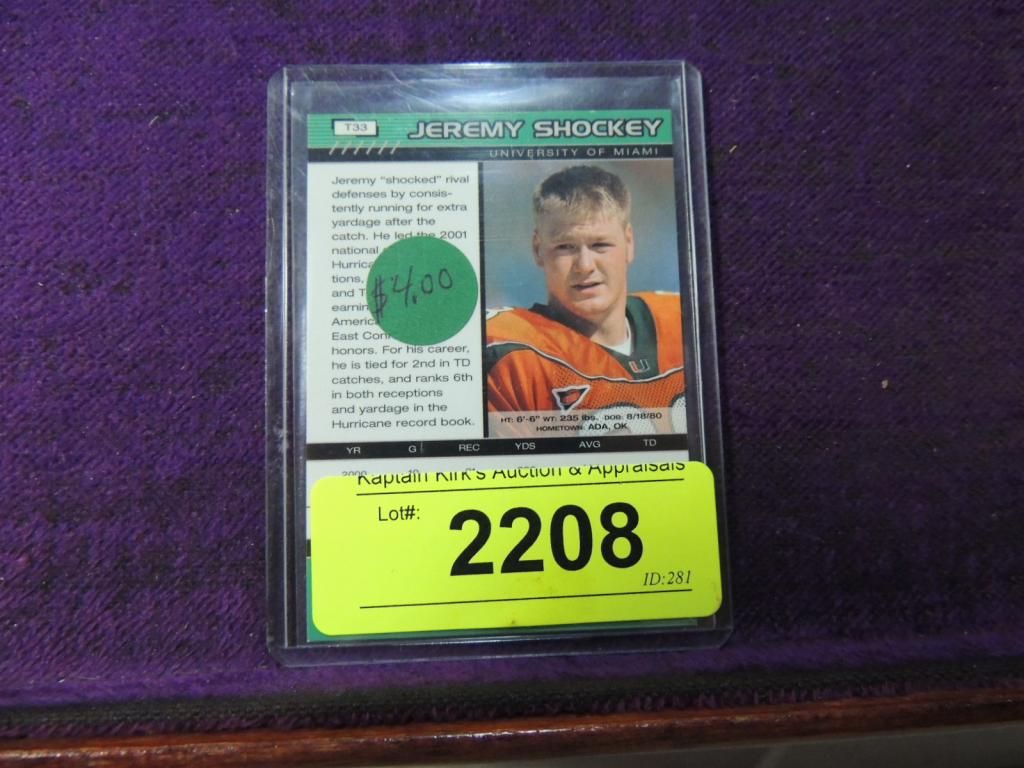 T33
JEREMY SHOCKEY
UNIVERSITY OF MIAMI
Jeremy "shocked" rival
defenses by consis-
tently running for extra
yardage after the
catch. He led the 2001
national
Hurrica
tions,
and T
earnin
Americ
East Con
honors. For his career,
he is tied for 2nd in TD
catches, and ranks 6th
in both receptions
and yardage in the
Hurricane record book.
$4.00
U
HT: 6'-6" WT: 235 lbs. DOB: 8/18/80
HOMETOWN: ADA, OK
YR G REC YDS AVG TD
Kaptain Kirk's Auction & Appraisals
Lot#:
2208
ID:281